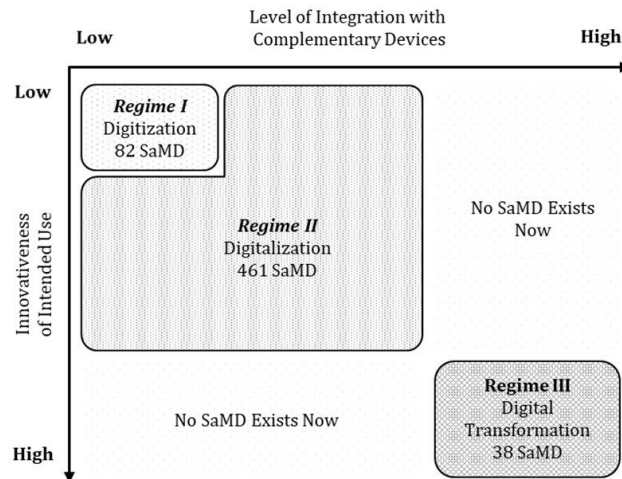 Level of Integration with
Complementary Devices
Low
High
Low
Regime I
Digitization
82 SaMD
Regime II
Digitalization
461 SaMD
No SaMD Exists
Now
Innovativeness
of Intended Use
No SaMD Exists Now
Regime III
Digital
Transformation
38 SaMD
High